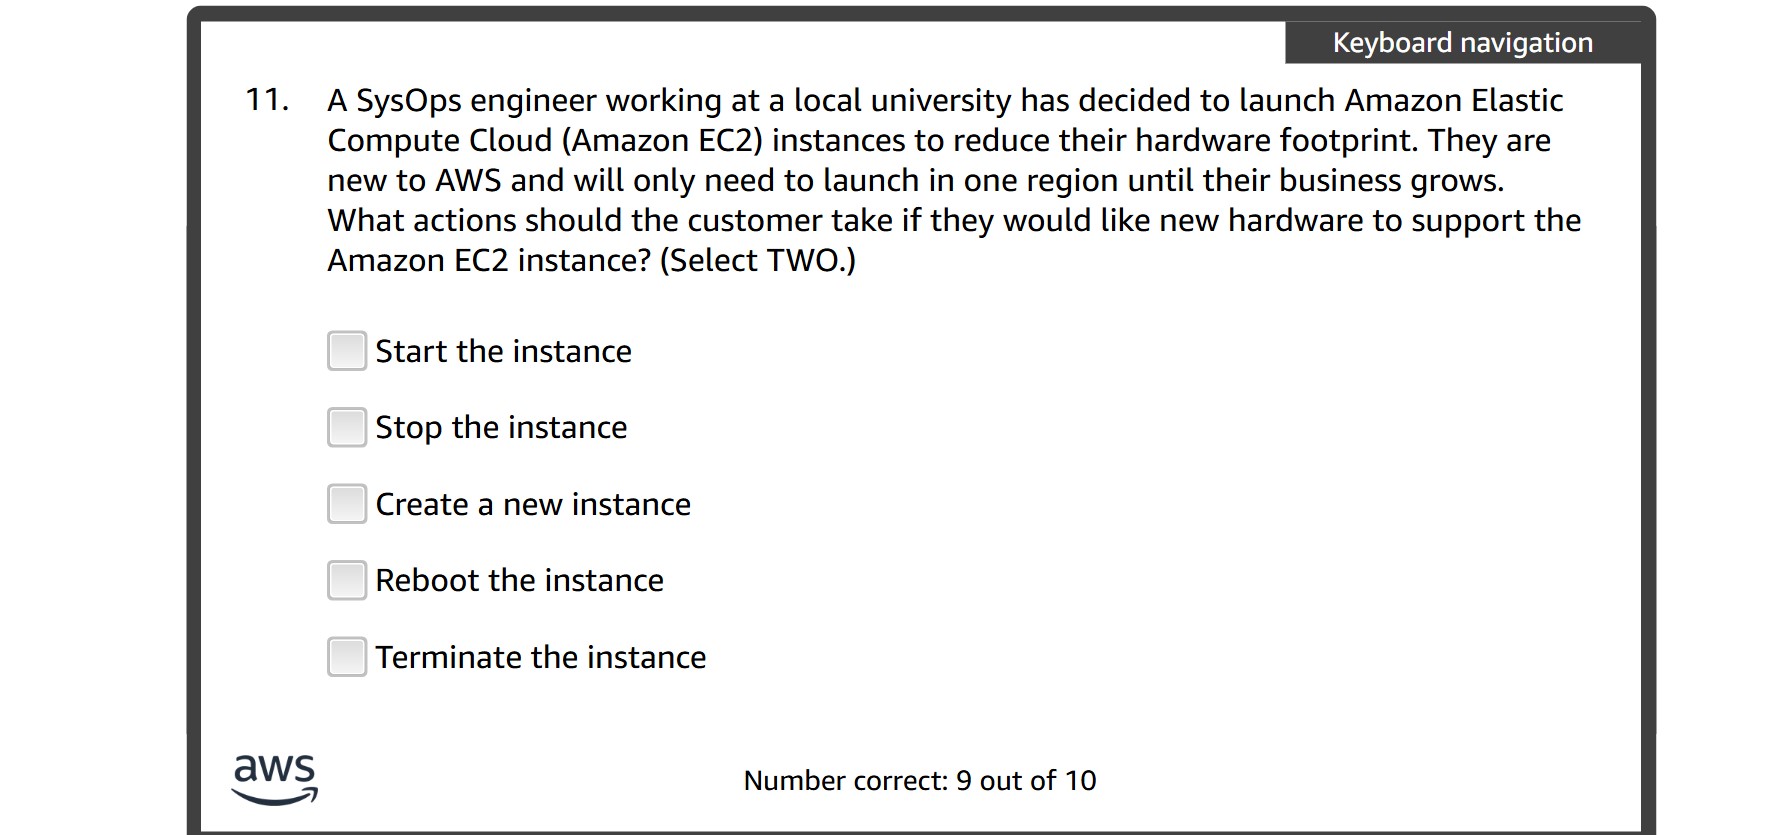 Keyboard navigation
11. A SysOps engineer working at a local university has decided to launch Amazon Elastic
Compute Cloud (Amazon EC2) instances to reduce their hardware footprint. They are
new to AWS and will only need to launch in one region until their business grows.
What actions should the customer take if they would like new hardware to support the
Amazon EC2 instance? (Select TWO.)
Start the instance
Stop the instance
Create a new instance
Reboot the instance
Terminate the instance
aws
Number correct: 9 out of 10